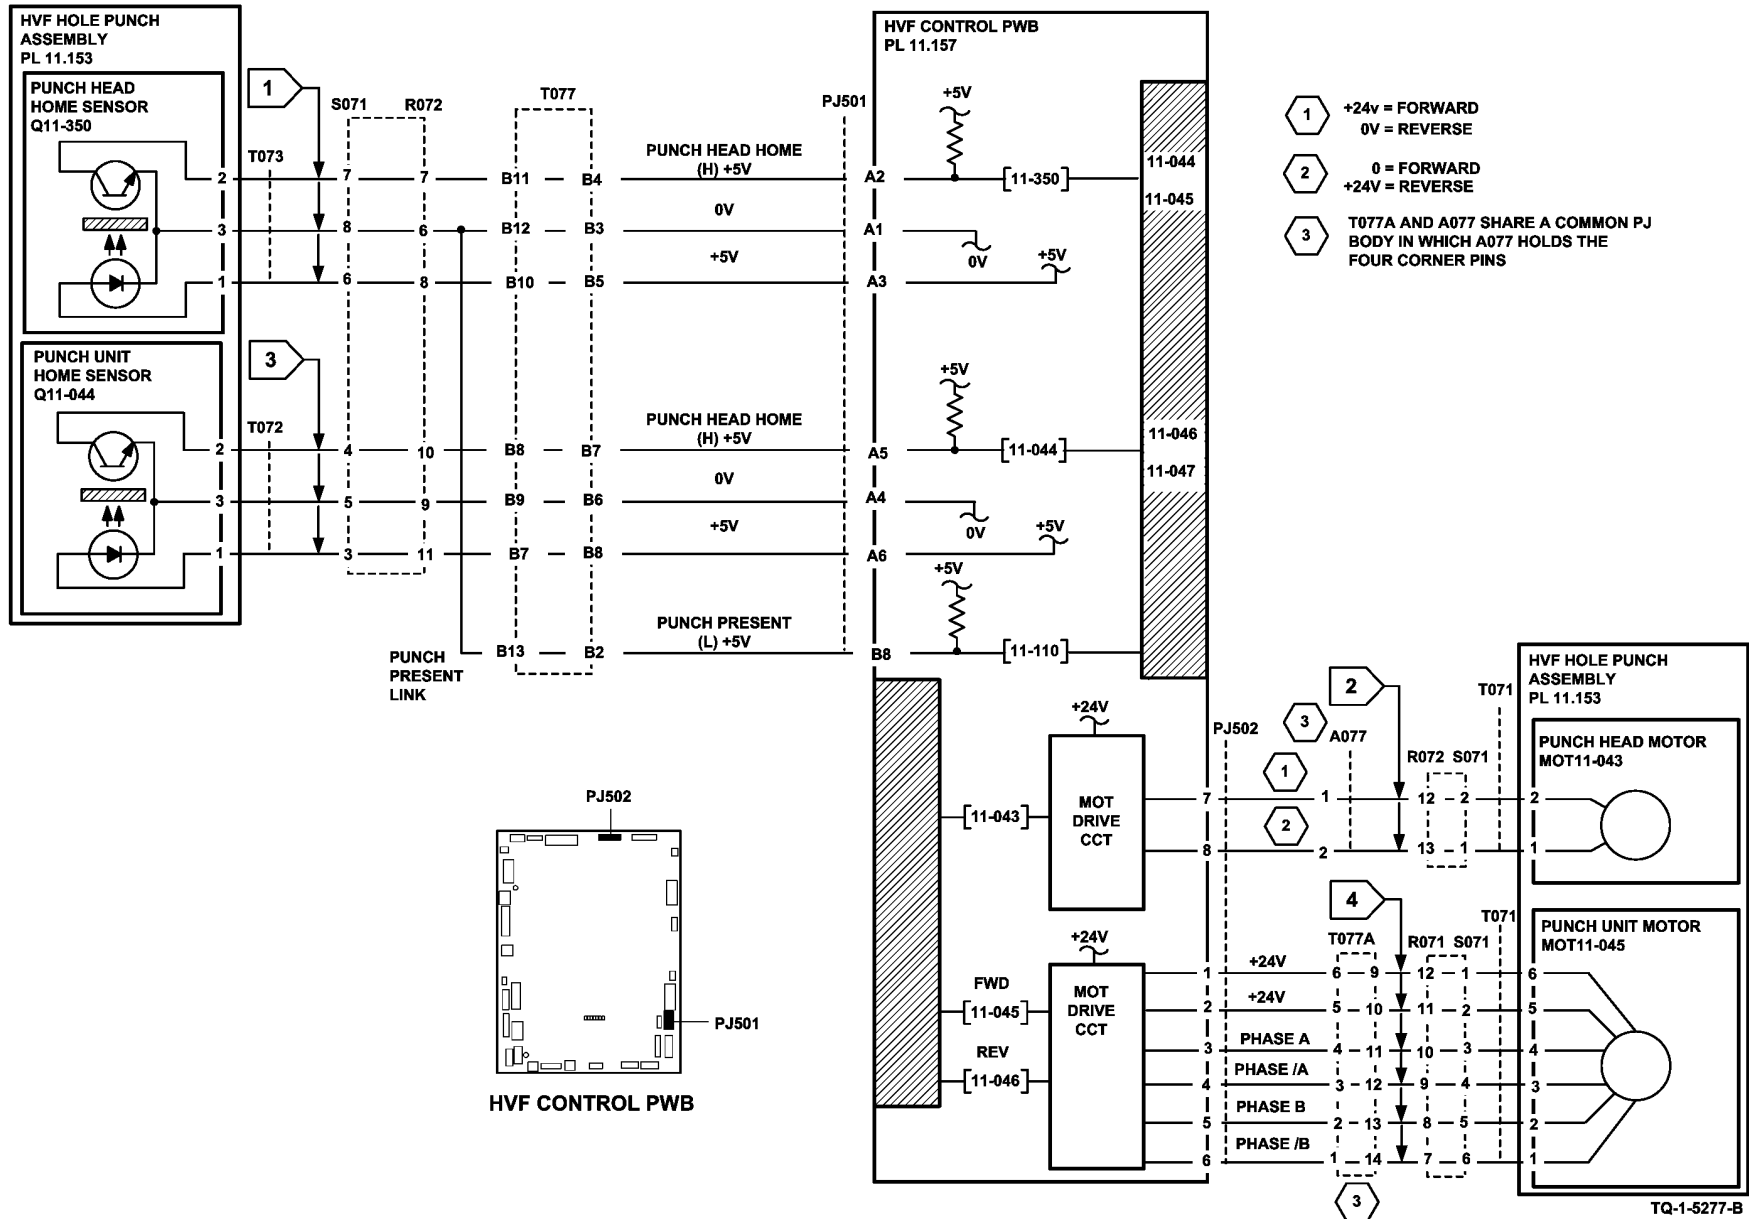 HVF HOLE PUNCH
ASSEMBLY
PL 11.153
PUNCH HEAD
HOME SENSOR
Q11-350
1
S071
R072
T077
PJ501
T073
2
7
7
B11
B4
PUNCH HEAD HOME
(H) +5V
A2
3
8
6
B12
B3
0V
A1
1
6
8
B10
B5
+5V
A3
PUNCH UNIT
HOME SENSOR
Q11-044
3
T072
2
4
10
B8
B7
PUNCH HEAD HOME
(H) +5V
A5
3
5
9
B9
B6
0V
A4
1
3
11
B7
B8
+5V
A6
PUNCH
PRESENT
LINK
B13
B2
PUNCH PRESENT
(L) +5V
B8
HVF CONTROL PWB
PL 11.157
+5V
11-350
0V
+5V
11-044
11-045
+5V
11-044
0V
+5V
11-046
11-047
+5V
11-110
1
+24v = FORWARD
0V = REVERSE
2
0 = FORWARD
+24V = REVERSE
3
T077A AND A077 SHARE A COMMON PJ
BODY IN WHICH A077 HOLDS THE
FOUR CORNER PINS
+24V
11-043
MOT
DRIVE
CCT
PJ502
3
A077
2
R072 S071
T071
7
1
1
12
2
2
8
2
2
13
1
1
HVF HOLE PUNCH
ASSEMBLY
PL 11.153
PUNCH HEAD MOTOR
MOT11-043
+24V
FWD
11-045
REV
11-046
MOT
DRIVE
CCT
4
T077A
R071 S071
T071
PUNCH UNIT MOTOR
MOT11-045
1
+24V
6
9
12
1
6
2
+24V
5
10
11
2
5
3
PHASE A
4
11
10
3
4
4
PHASE /A
3
12
9
4
3
5
PHASE B
2
13
8
5
2
6
PHASE /B
1
14
7
6
1
3
PJ502
PJ501
HVF CONTROL PWB
TQ-1-5277-B